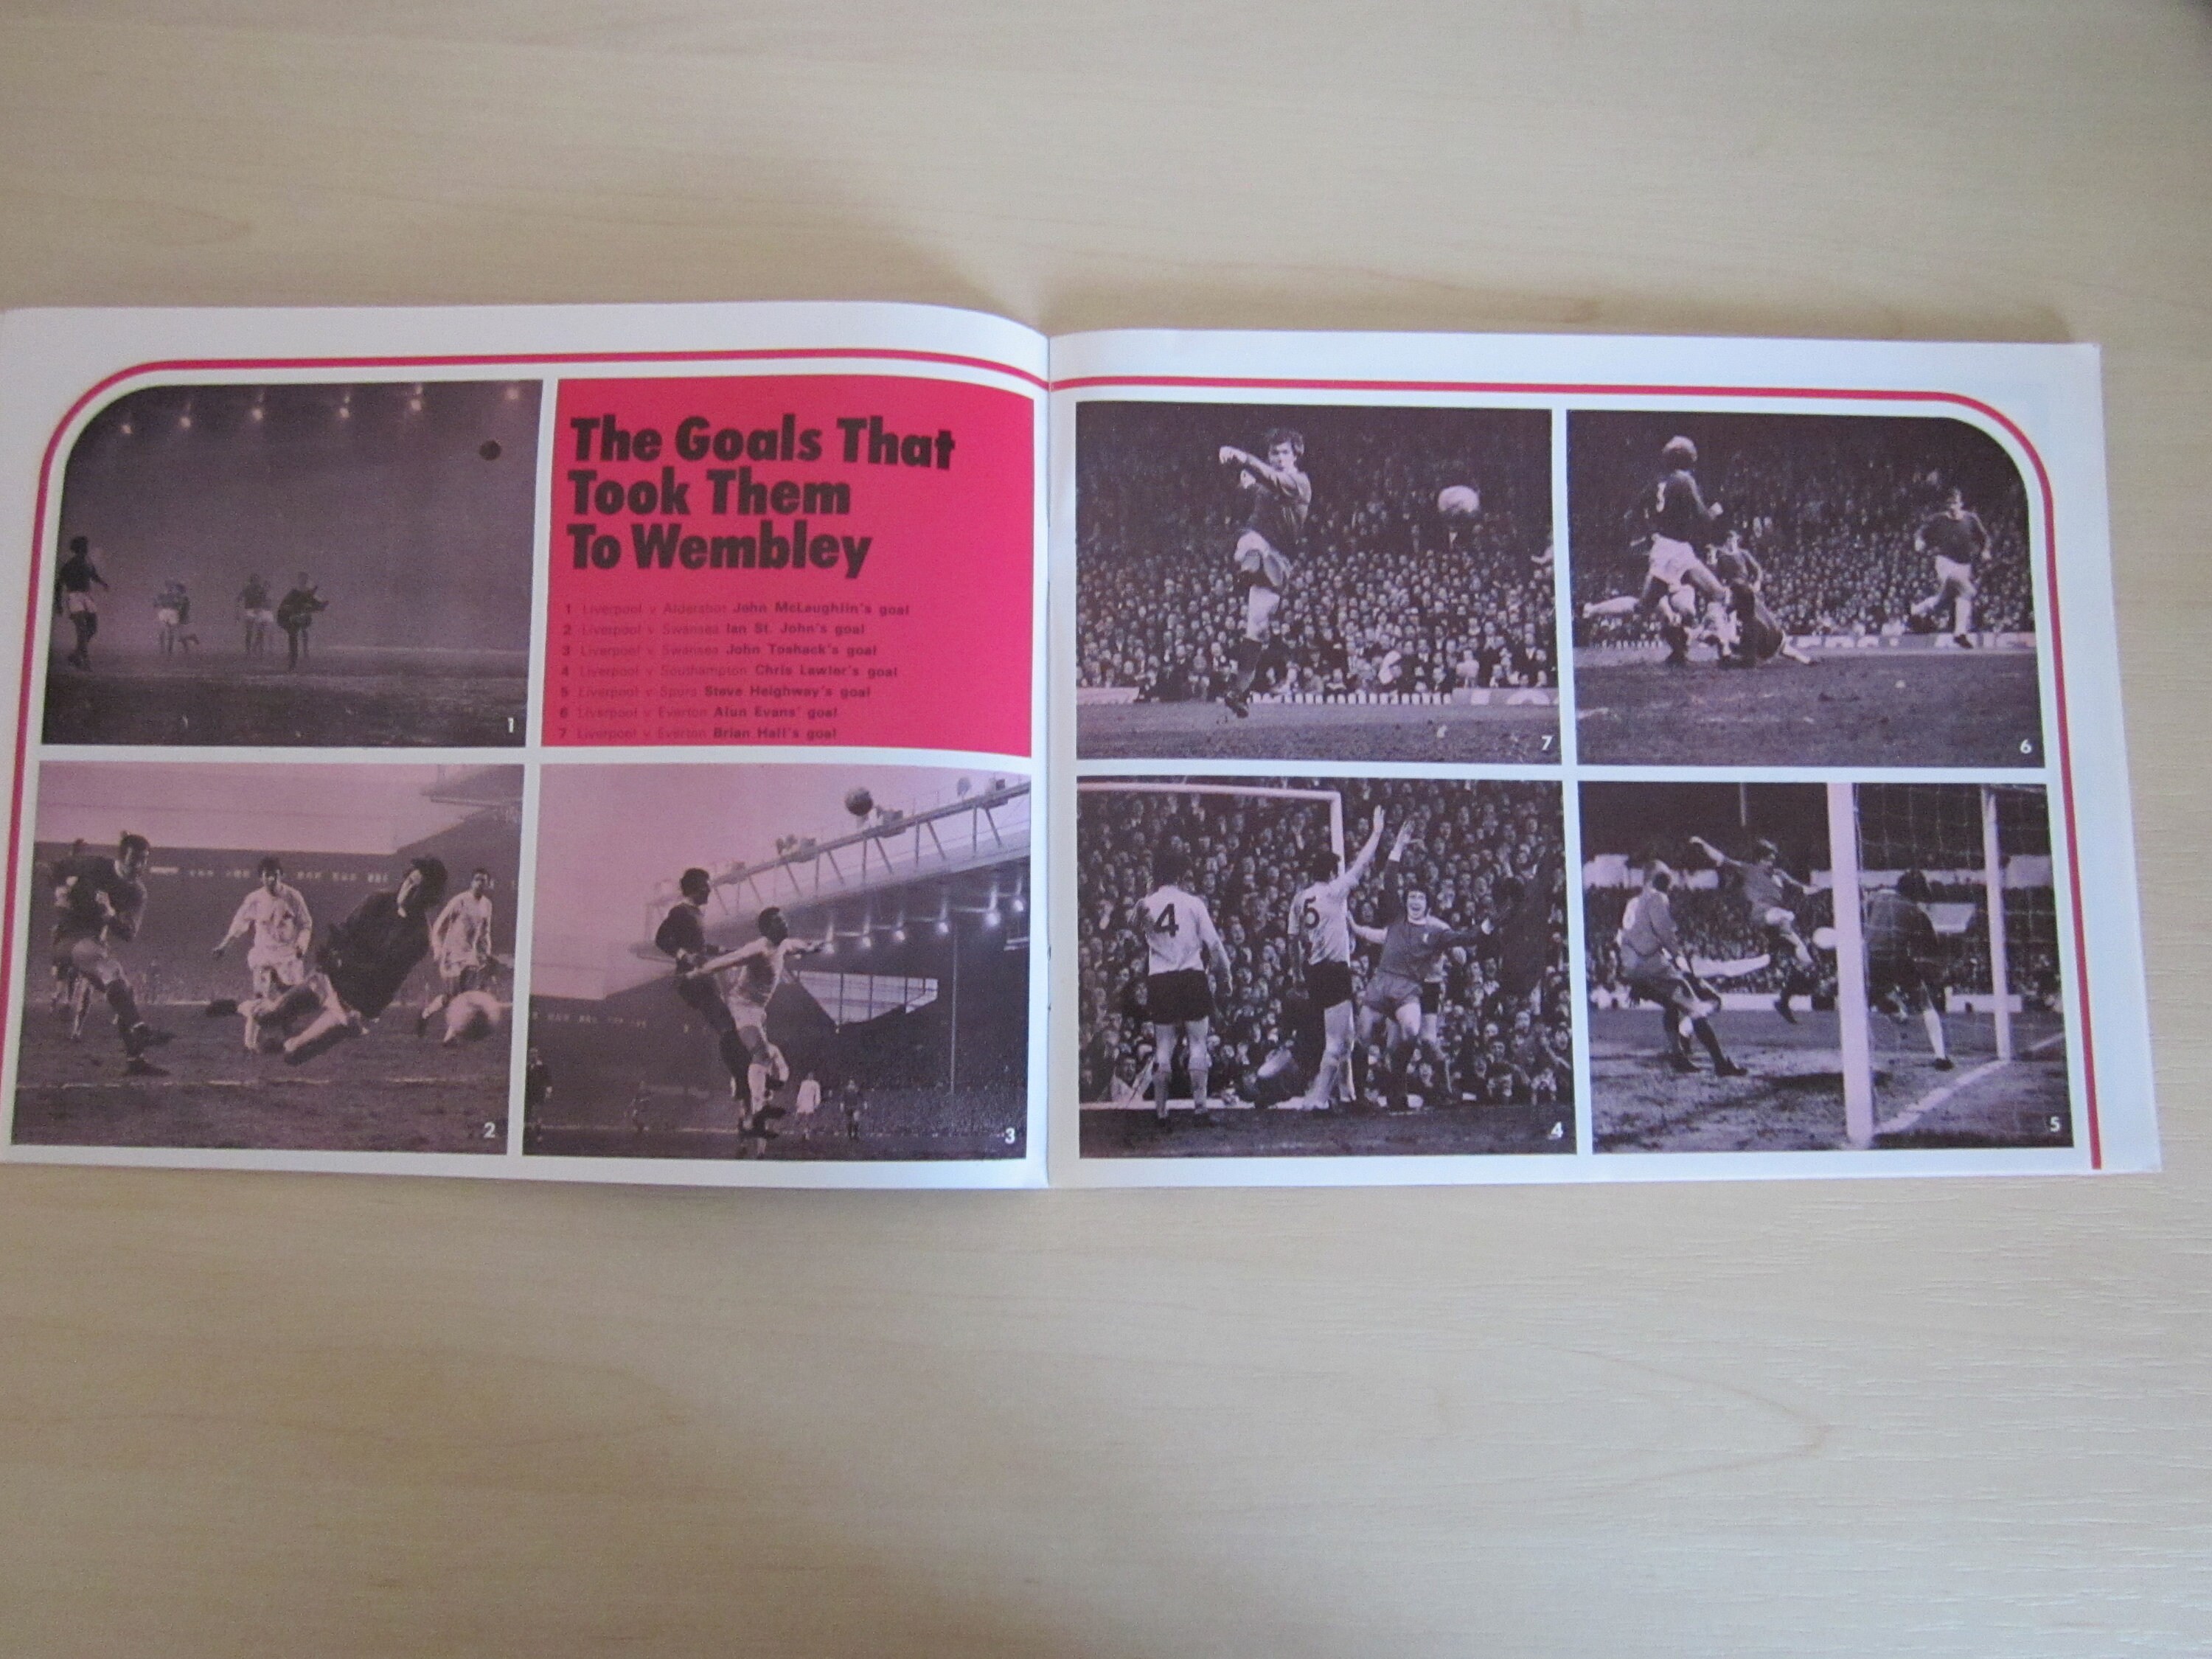 The Goals That
Took Them
To Wembley
1 Liverpool v Aldershot John McLaughlin's goal
2 Liverpool v Swansea Ian St. John's goal
3 Liverpool v Swansea John Toshack's goal
4 Liverpool v Southampton Chris Lawler's goal
5 Liverpool v Spurs Steve Heighway's goal
6 Liverpool v Everton Alun Evans' goal
7 Liverpool v Everton Brian Hall's goal
1
2
3
7
3
6
4
5
4
5